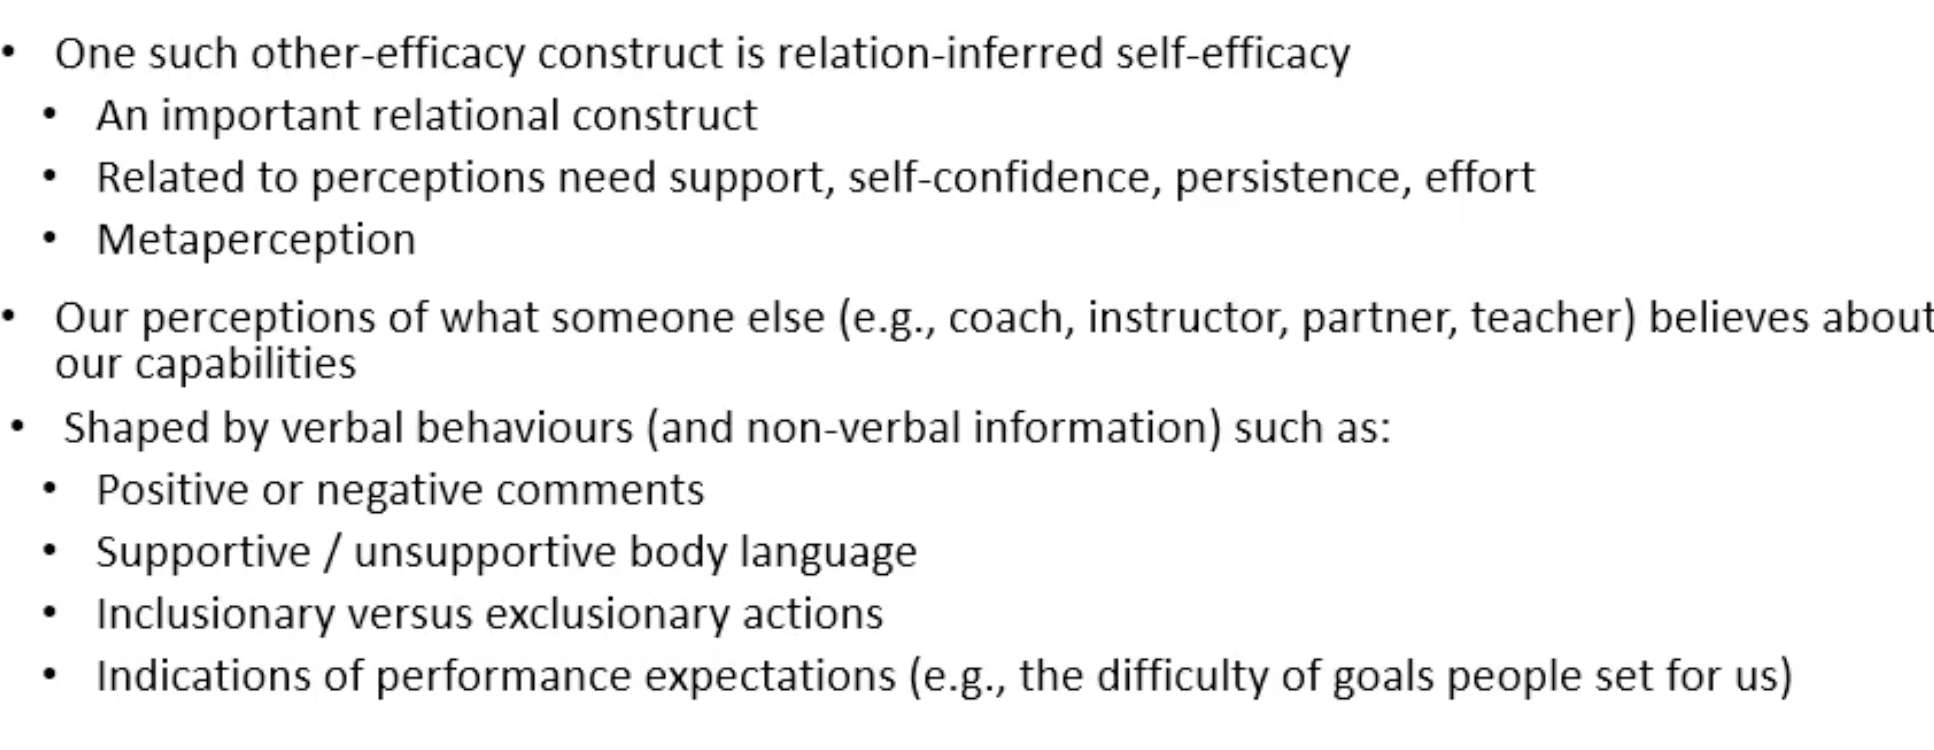 • One such other-efficacy construct is relation-inferred self-efficacy
• An important relational construct
• Related to perceptions need support, self-confidence, persistence, effort
• Metaperception
• Our perceptions of what someone else (e.g., coach, instructor, partner, teacher) believes about
our capabilities
• Shaped by verbal behaviours (and non-verbal information) such as:
• Positive or negative comments
• Supportive / unsupportive body language
• Inclusionary versus exclusionary actions
• Indications of performance expectations (e.g., the difficulty of goals people set for us)